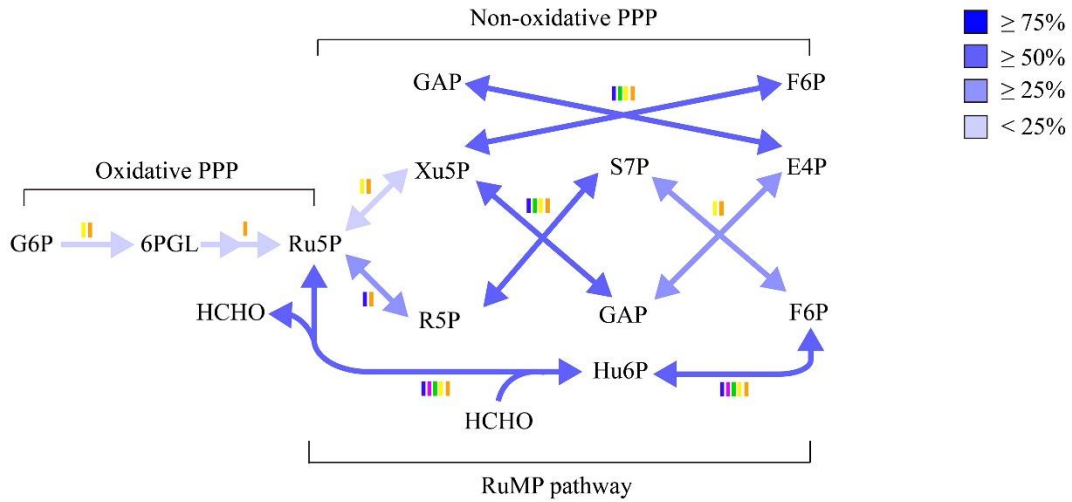 Non-oxidative PPP
≥ 75%
≥ 50%
≥ 25%
< 25%
GAP
F6P
Oxidative PPP
Xu5P
S7P
E4P
G6P
6PGL
Ru5P
HCHO
R5P
GAP
F6P
Hu6P
HCHO
RuMP pathway